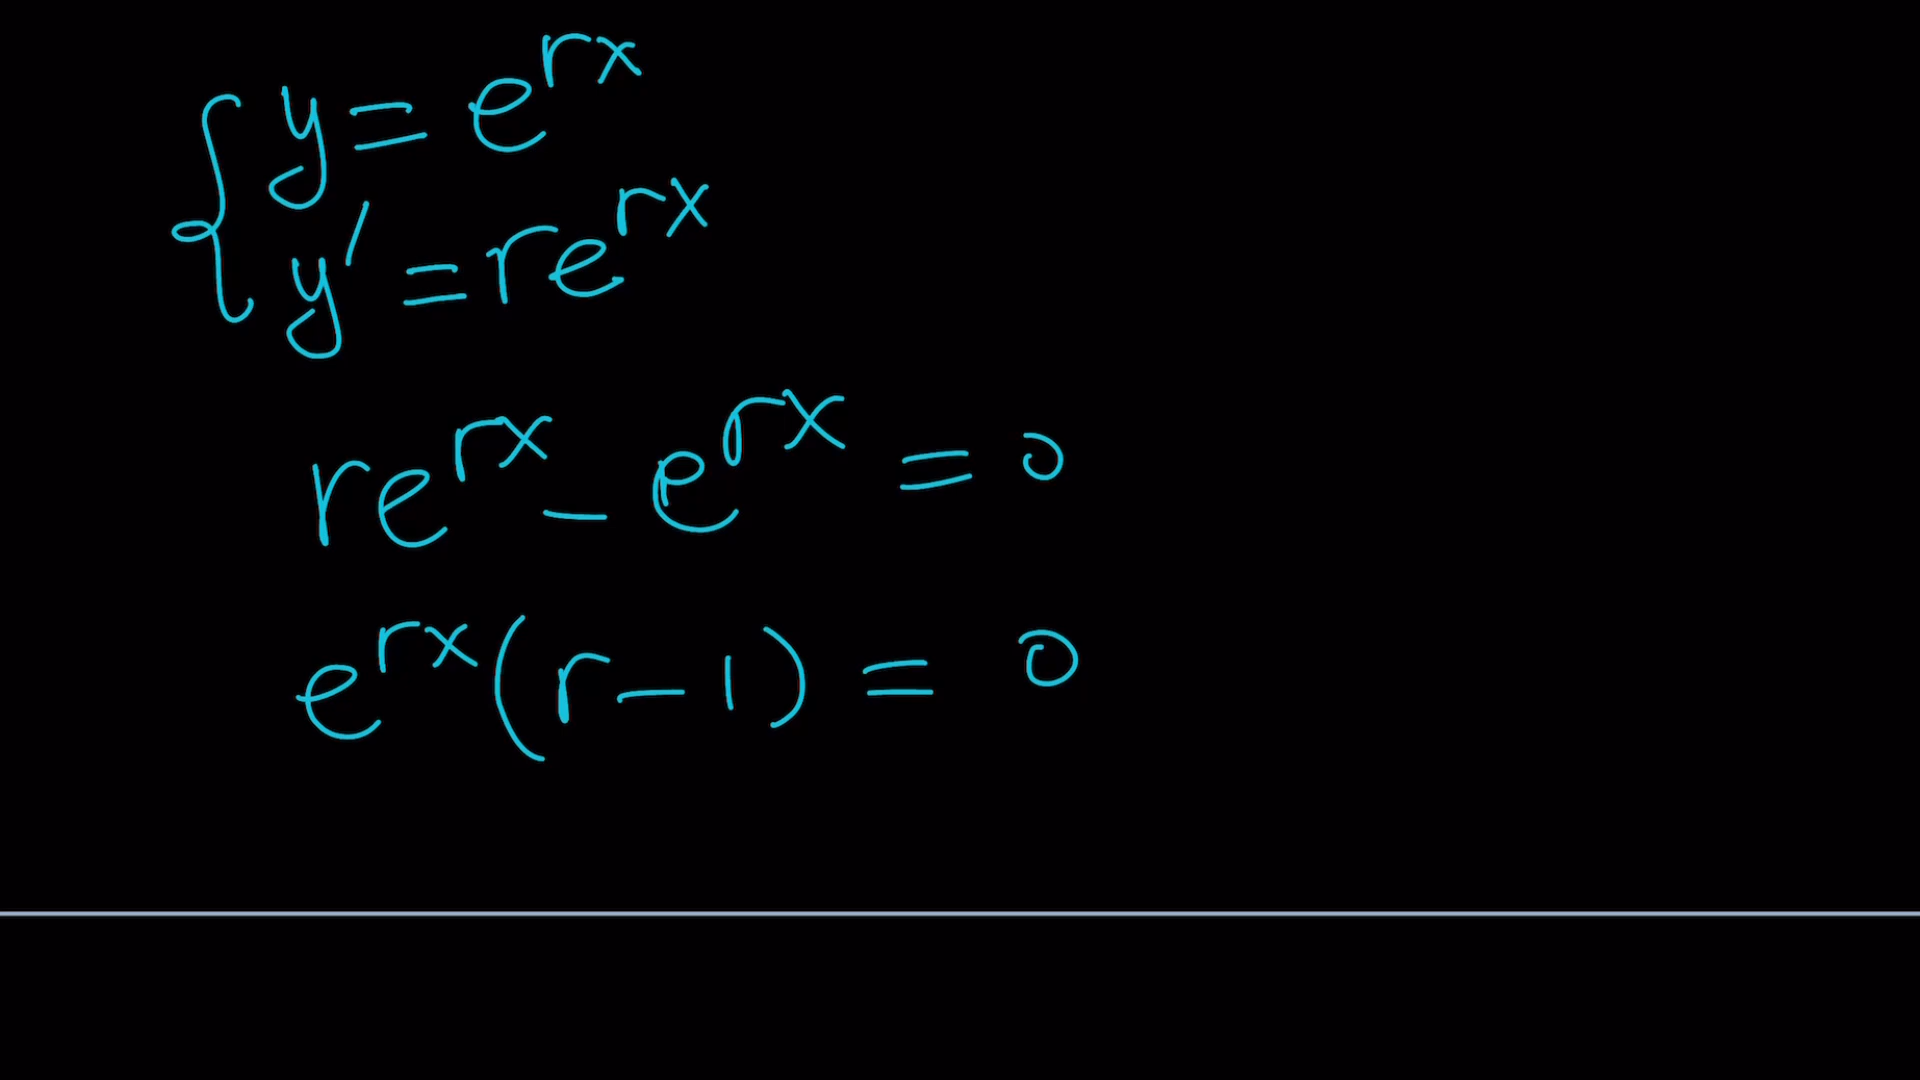 { y = e^{rx}
y' = re^{rx}
re^{rx} - e^{rx} = 0
e^{rx}(r - 1) = 0